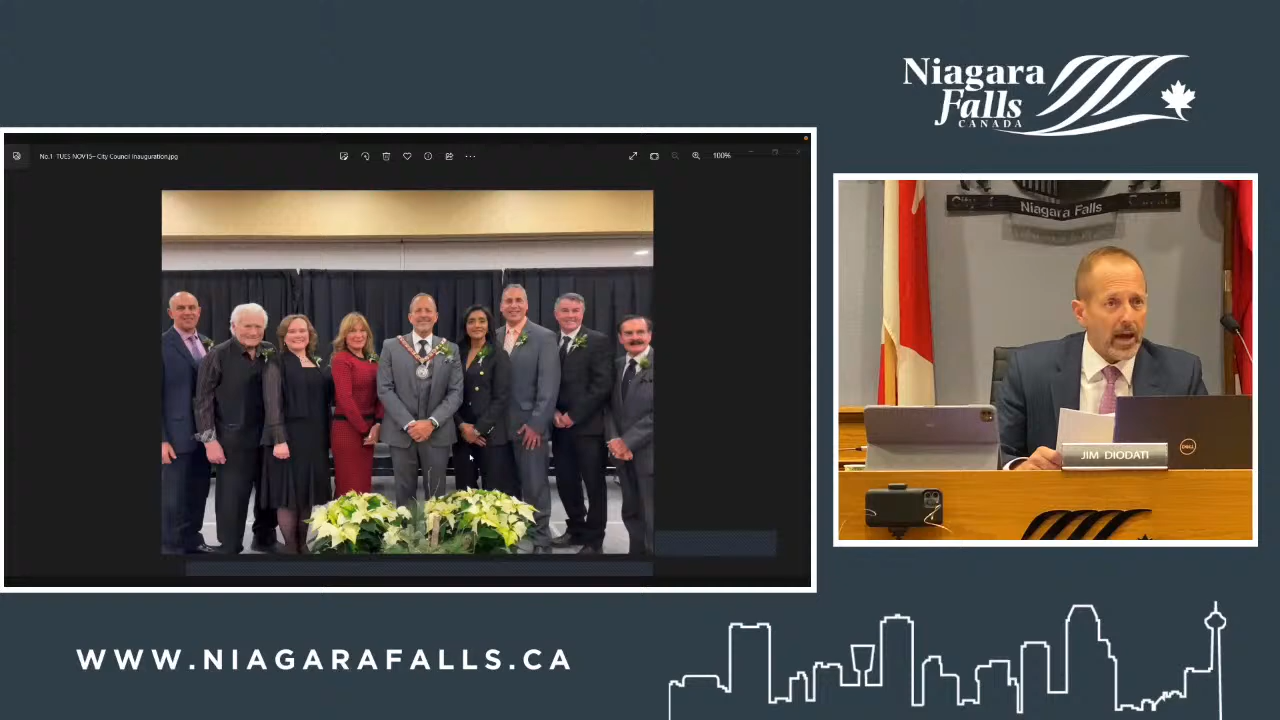 Niagara
Falls
CANADA
No.1 TUES NOV15-- City Council Inauguration.jpg
100%
Niagara Falls
JIM DIODATI
DELL
WWW.NIAGARAFALLS.CA